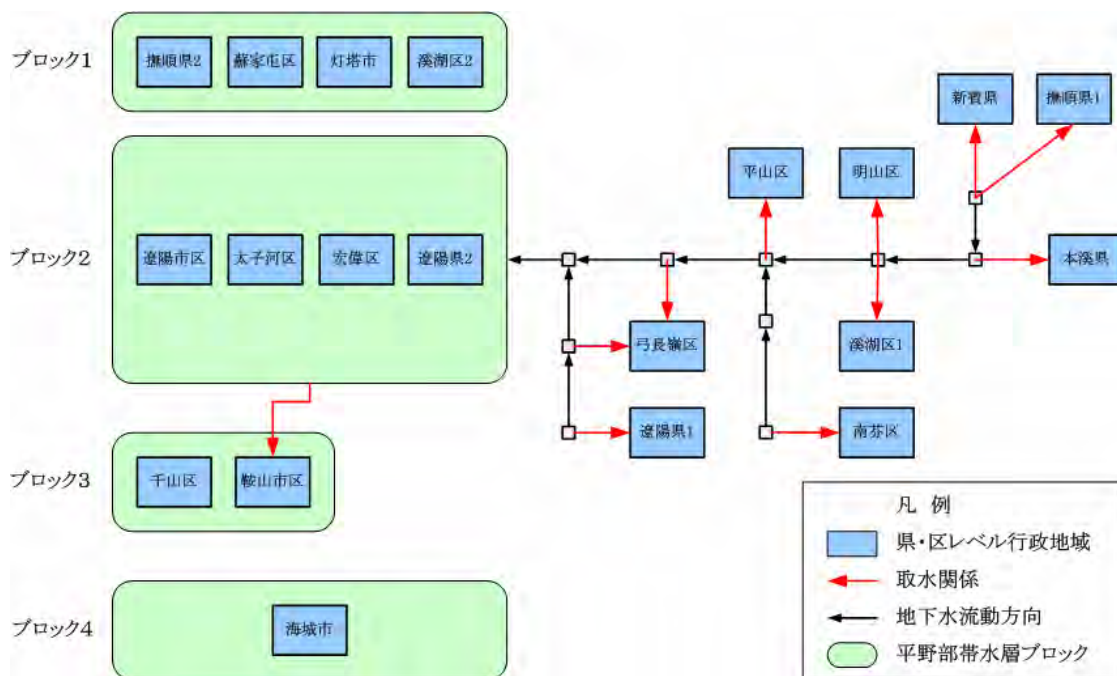 ブロック1
撫順県2
蘇家屯区
灯塔市
溪湖区2
新賓県
撫順県1
平山区
明山区
ブロック2
遼陽市区
太子河区
宏偉区
遼陽県2
本溪県
弓長嶺区
溪湖区1
遼陽県1
南芬区
ブロック3
千山区
鞍山市区
ブロック4
海城市
凡 例
県・区レベル行政地域
取水関係
地下水流動方向
平野部帯水層ブロック